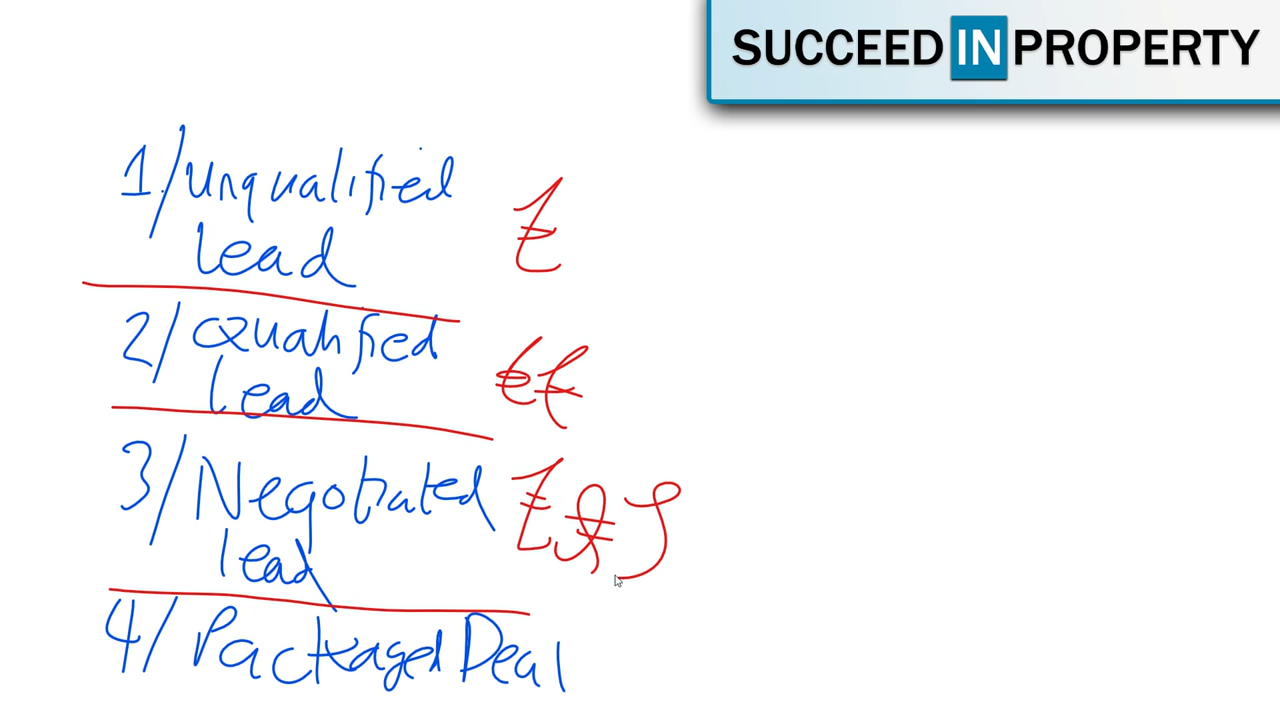 SUCCEED IN PROPERTY
1/ Unqualified
lead
2/ Qualified
lead
3/ Negotiated
lead
4/ Packaged Deal